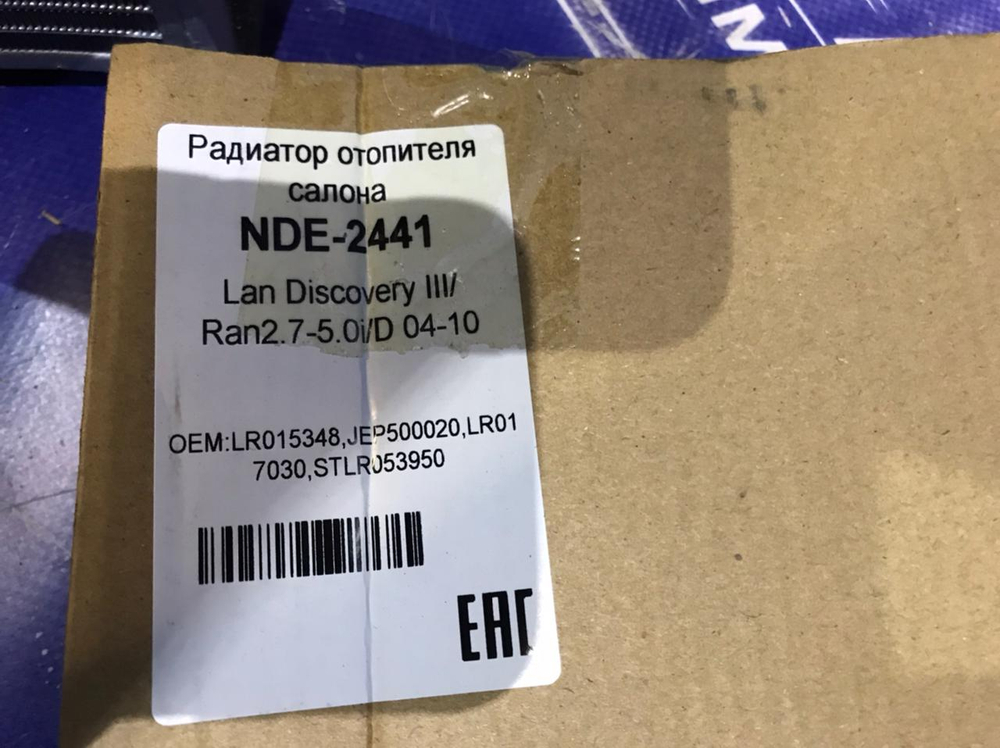 Радиатор отопителя
салона
NDE-2441
Lan Discovery III/
Ran2.7-5.0i/D 04-10
OEM:LR015348,JEP500020,LR01
7030,STLR053950
EAC